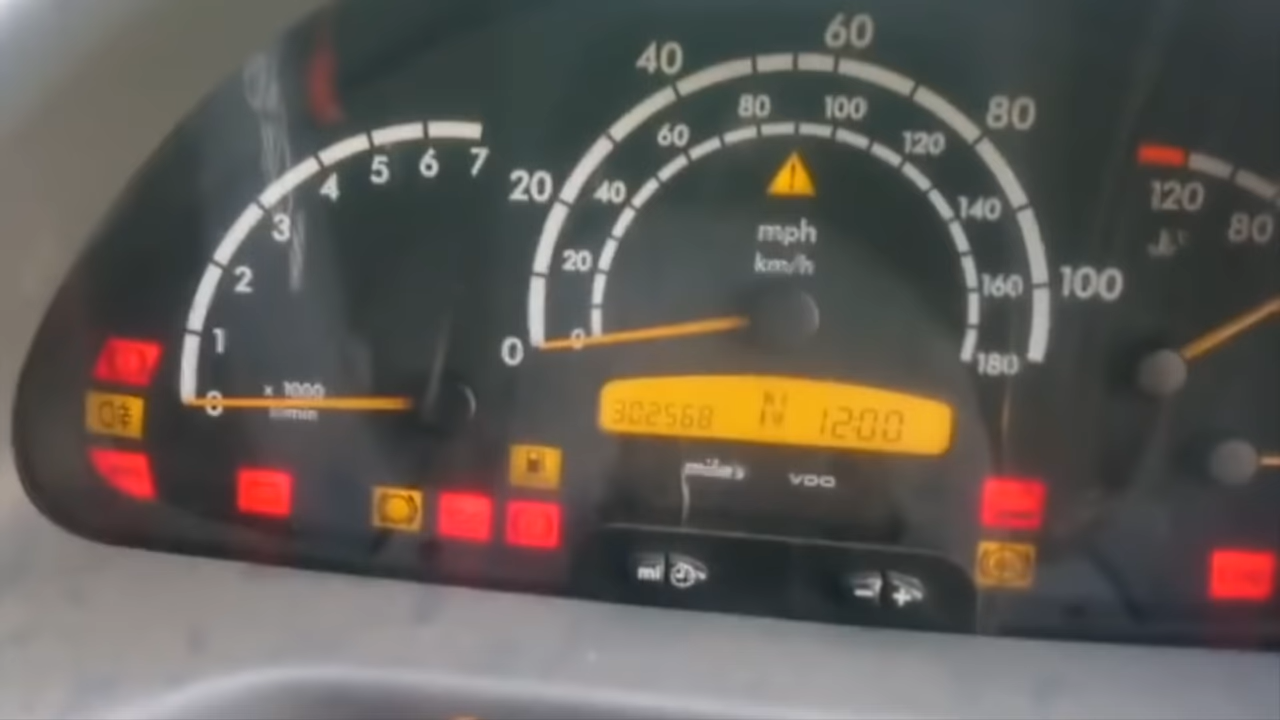 40 60
80 100
80
60 120
5 6 7
4
120
20 40
140
80
3
mph
2
20 km/h
160 100
1
0 0
180
0 x 1000
302568 N 12:00
miles VDO
mi
- +